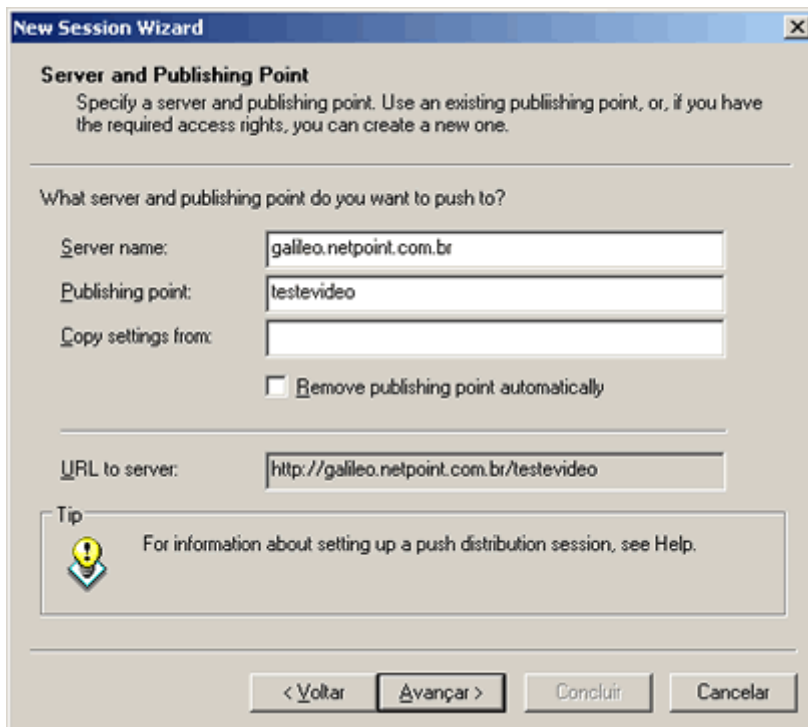 New Session Wizard
Server and Publishing Point
Specify a server and publishing point. Use an existing publiishing point, or, if you have
the required access rights, you can create a new one.
What server and publishing point do you want to push to?
Server name: galileo.netpoint.com.br
Publishing point: testevideo
Copy settings from:
Remove publishing point automatically
URL to server: http://galileo.netpoint.com.br/testevideo
Tip
For information about setting up a push distribution session, see Help.
< Voltar Avançar > Concluir Cancelar